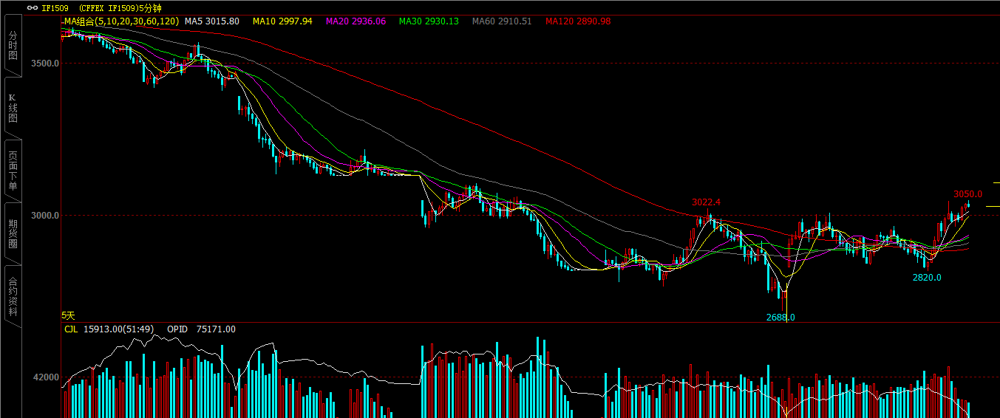 IF1509 (CFFEX IF1509)5分钟
MA组合(5,10,20,30,60,120) MA5 3015.80 MA10 2997.94 MA20 2936.06 MA30 2930.13 MA60 2910.51 MA120 2890.98
分时图
K线图
页面下单
期货圈
合约资料
3500.0
3000.0
3022.4
3050.0
2820.0
2688.0
5天
CJL 15913.00(51:49) OPID 75171.00
42000